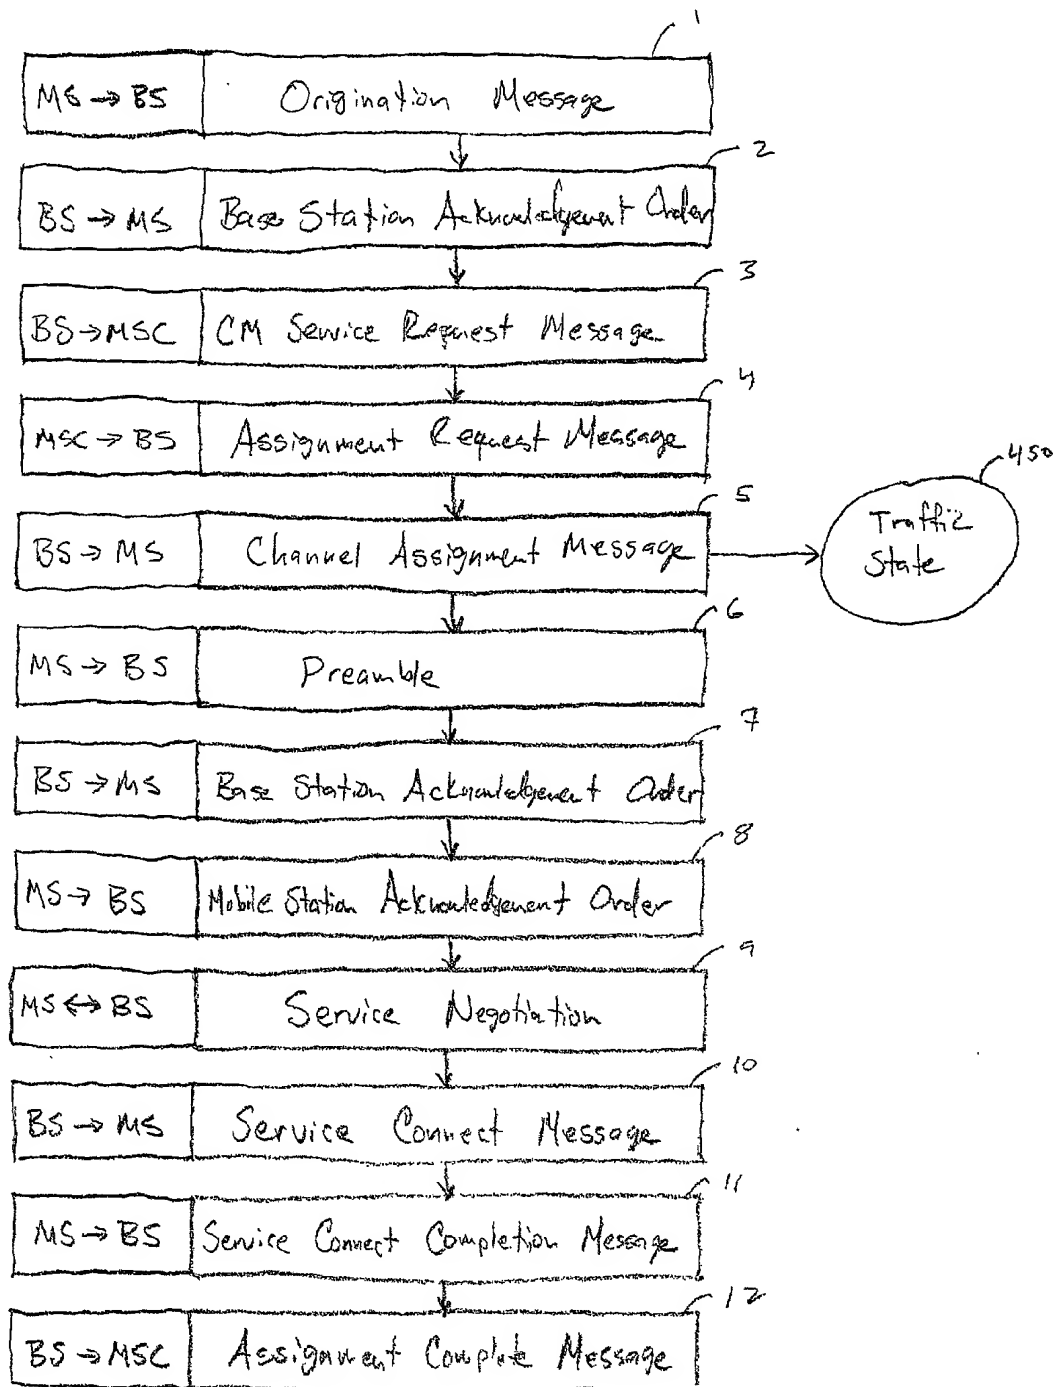 1
MS → BS Origination Message
2
BS → MS Base Station Acknowledgement Order
3
BS → MSC CM Service Request Message
4
MSC → BS Assignment Request Message
450
Traffic
State
5
BS → MS Channel Assignment Message
6
MS → BS Preamble
7
BS → MS Base Station Acknowledgement Order
8
MS → BS Mobile Station Acknowledgement Order
9
MS ↔ BS Service Negotiation
10
BS → MS Service Connect Message
11
MS → BS Service Connect Completion Message
12
BS → MSC Assignment Complete Message